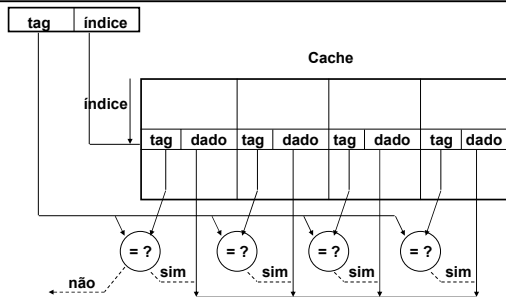 tag índice
Cache
índice
tag dado tag dado tag dado tag dado
= ? = ? = ? = ?
não sim sim sim sim